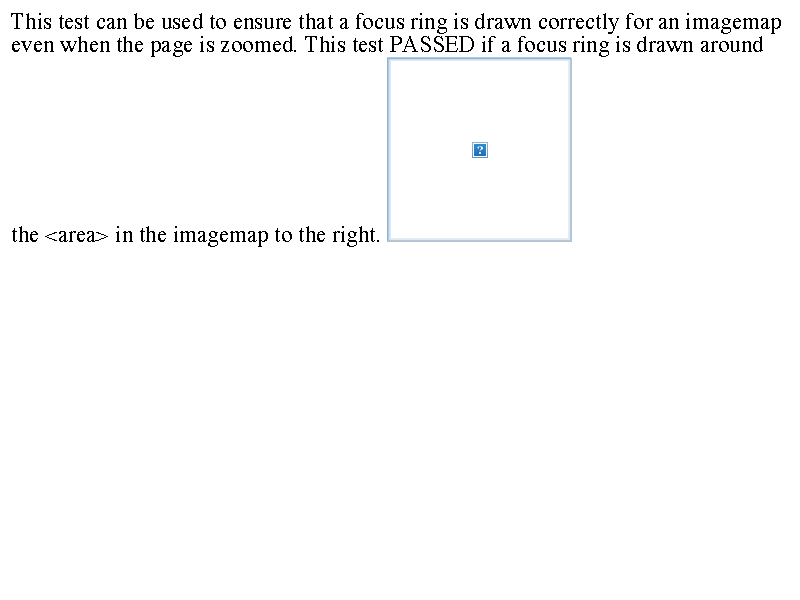 This test can be used to ensure that a focus ring is drawn correctly for an imagemap
even when the page is zoomed. This test PASSED if a focus ring is drawn around
?
the <area> in the imagemap to the right.